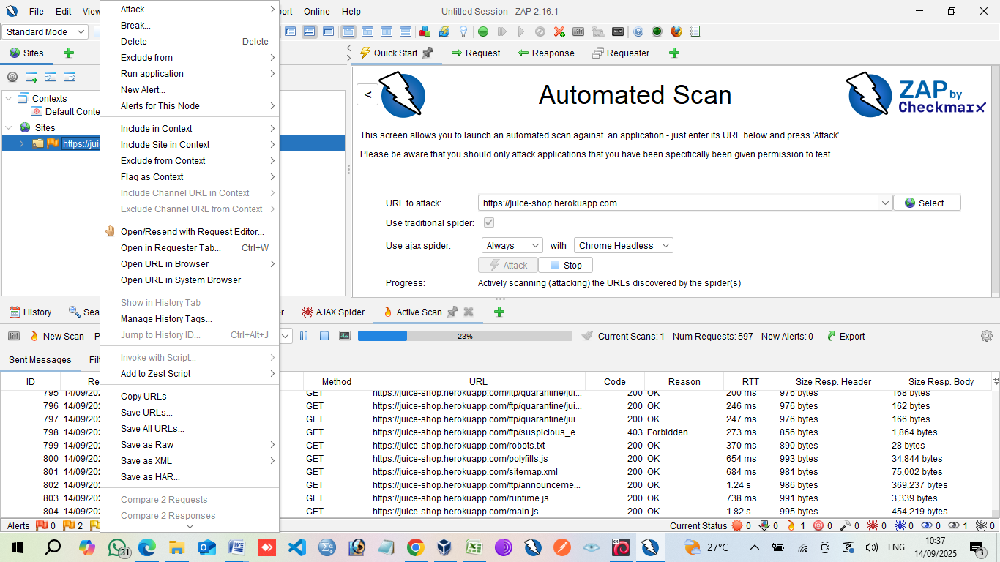 File Edit View
ort Online Help
Untitled Session - ZAP 2.16.1
Standard Mode
Sites
Contexts
Default Conte
Sites
https://jui
Attack
Break...
Delete Delete
Exclude from
Run application
New Alert...
Alerts for This Node
Include in Context
Include Site in Context
Exclude from Context
Flag as Context
Include Channel URL in Context
Exclude Channel URL from Context
Open/Resend with Request Editor...
Open in Requester Tab... Ctrl+W
Open URL in Browser
Open URL in System Browser
Show in History Tab
Manage History Tags...
Jump to History ID... Ctrl+Alt+J
Invoke with Script...
Add to Zest Script
Copy URLs
Save URLs...
Save All URLs...
Save as Raw
Save as XML
Save as HAR...
Compare 2 Requests
Compare 2 Responses
Quick Start Request Response Requester
<
Automated Scan
ZAP by
Checkmarx
This screen allows you to launch an automated scan against an application - just enter its URL below and press 'Attack'.
Please be aware that you should only attack applications that you have been specifically been given permission to test.
URL to attack: https://juice-shop.herokuapp.com Select...
Use traditional spider:
Use ajax spider: Always with Chrome Headless
Attack Stop
Progress: Actively scanning (attacking) the URLs discovered by the spider(s)
History Sea er AJAX Spider Active Scan
New Scan P 23% Current Scans: 1 Num Requests: 597 New Alerts: 0 Export
Sent Messages Filt
ID Re Method URL Code Reason RTT Size Resp. Header Size Resp. Body
795 14/09/202 GET https://juice-shop.herokuapp.com/ftp/quarantine/jui... 200 OK 200 ms 976 bytes 168 bytes
796 14/09/202 GET https://juice-shop.herokuapp.com/ftp/quarantine/jui... 200 OK 246 ms 976 bytes 162 bytes
797 14/09/202 GET https://juice-shop.herokuapp.com/ftp/quarantine/jui... 200 OK 247 ms 976 bytes 166 bytes
798 14/09/202 GET https://juice-shop.herokuapp.com/ftp/suspicious_e... 403 Forbidden 273 ms 856 bytes 1,864 bytes
799 14/09/202 GET https://juice-shop.herokuapp.com/robots.txt 200 OK 370 ms 890 bytes 28 bytes
800 14/09/202 GET https://juice-shop.herokuapp.com/polyfills.js 200 OK 654 ms 993 bytes 34,844 bytes
801 14/09/202 GET https://juice-shop.herokuapp.com/sitemap.xml 200 OK 684 ms 981 bytes 75,002 bytes
802 14/09/202 GET https://juice-shop.herokuapp.com/ftp/announceme... 200 OK 1.24 s 986 bytes 369,237 bytes
803 14/09/202 GET https://juice-shop.herokuapp.com/runtime.js 200 OK 738 ms 991 bytes 3,339 bytes
804 14/09/202 GET https://juice-shop.herokuapp.com/main.js 200 OK 1.82 s 995 bytes 454,219 bytes
Alerts 0 2 Current Status 0 0 1 0 0 0 0 0 1 0
31 27°C ENG 10:37
14/09/2025 3